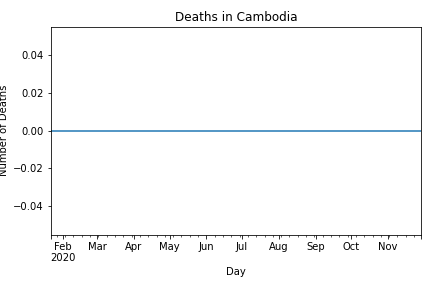 Deaths in Cambodia
0.04
0.02
0.00
−0.02
−0.04
Number of Deaths
Feb Mar Apr May Jun Jul Aug Sep Oct Nov
2020
Day